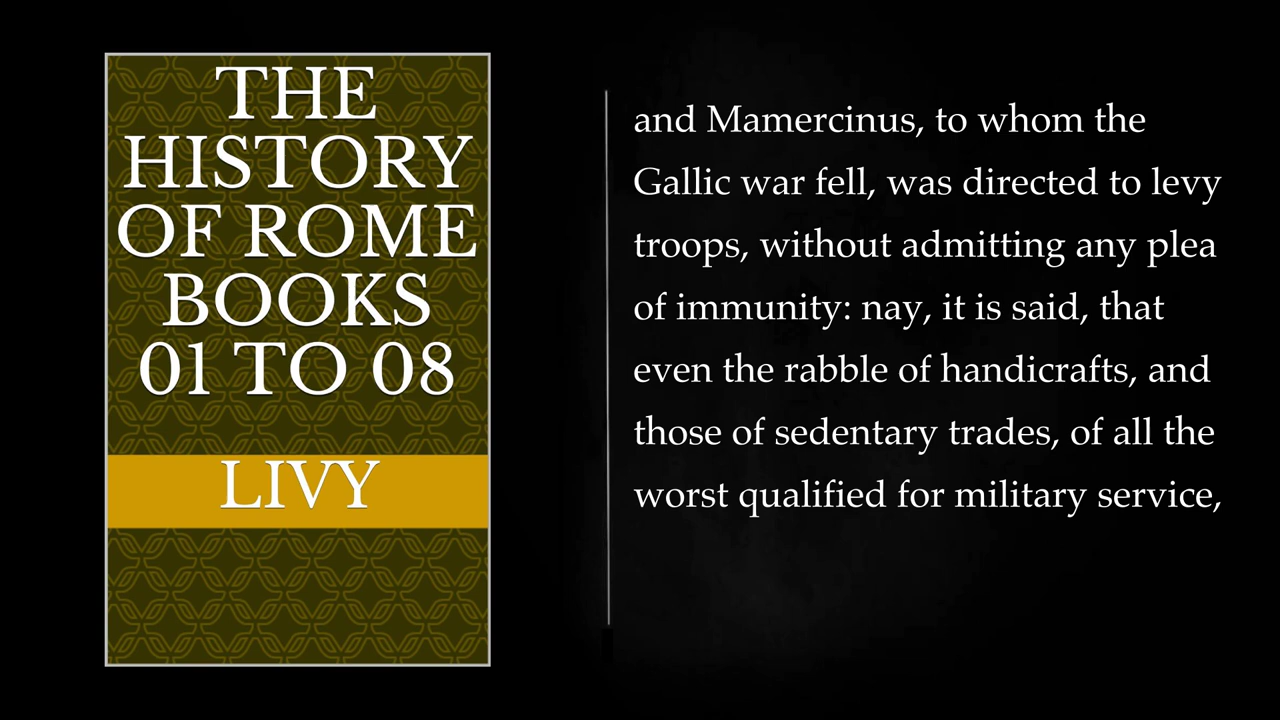 THE
HISTORY
OF ROME
BOOKS
01 TO 08
LIVY
and Mamercinus, to whom the
Gallic war fell, was directed to levy
troops, without admitting any plea
of immunity: nay, it is said, that
even the rabble of handicrafts, and
those of sedentary trades, of all the
worst qualified for military service,